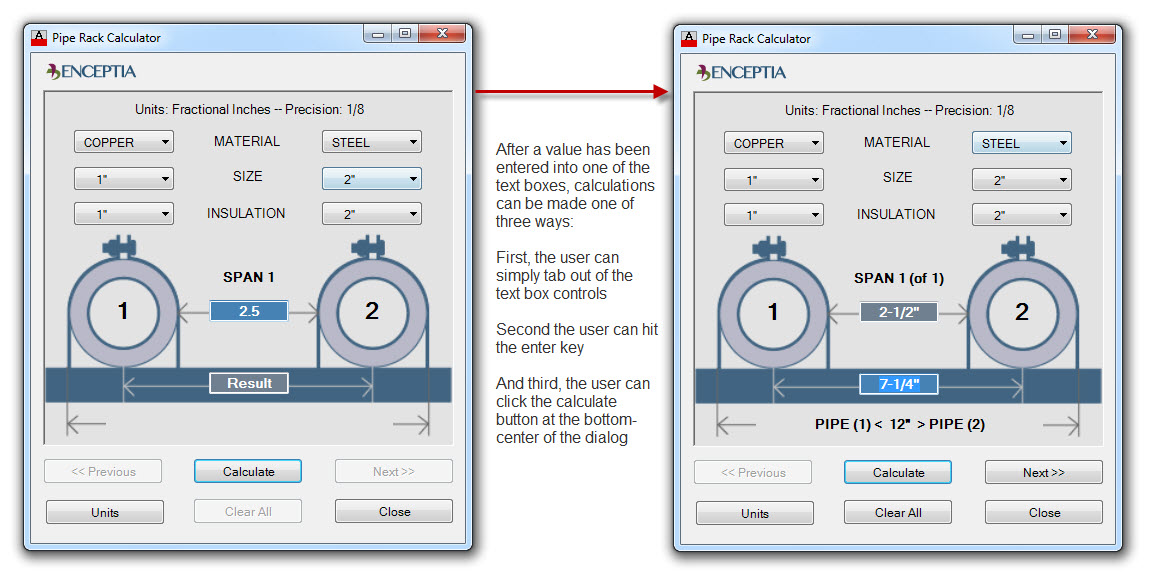 Pipe Rack Calculator
ENCEPTIA
Units: Fractional Inches -- Precision: 1/8
COPPER MATERIAL STEEL
1" SIZE 2"
1" INSULATION 2"
SPAN 1
1 2.5 2
Result
<< Previous Calculate Next >>
Units Clear All Close
After a value has been
entered into one of the
text boxes, calculations
can be made one of
three ways:
First, the user can
simply tab out of the
text box controls
Second the user can hit
the enter key
And third, the user can
click the calculate
button at the bottom-
center of the dialog
Pipe Rack Calculator
ENCEPTIA
Units: Fractional Inches -- Precision: 1/8
COPPER MATERIAL STEEL
1" SIZE 2"
1" INSULATION 2"
SPAN 1 (of 1)
1 2-1/2" 2
7-1/4"
PIPE (1) < 12" > PIPE (2)
<< Previous Calculate Next >>
Units Clear All Close